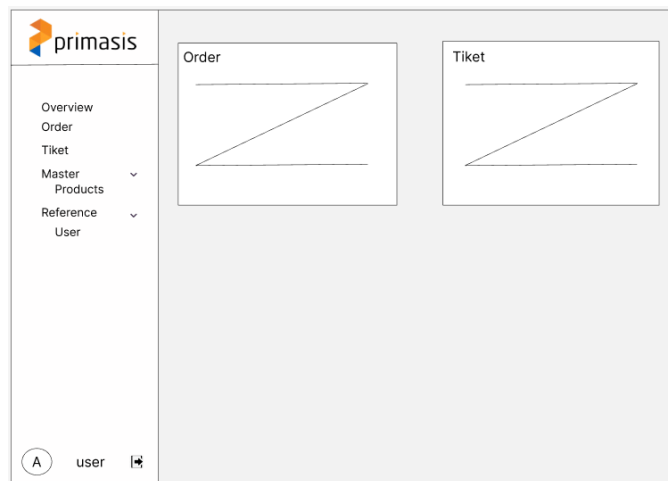 primasis
Overview
Order
Tiket
Master
Products
Reference
User
A user
Order
Tiket